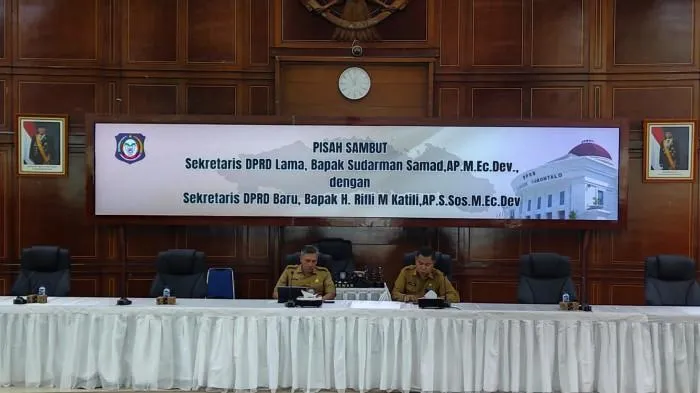 PISAH SAMBUT
Sekretaris DPRD Lama, Bapak Sudarman Samad,AP.M.Ec.Dev.,
dengan
Sekretaris DPRD Baru, Bapak H. Rifli M Katili,AP.S.Sos.M.Ec.Dev